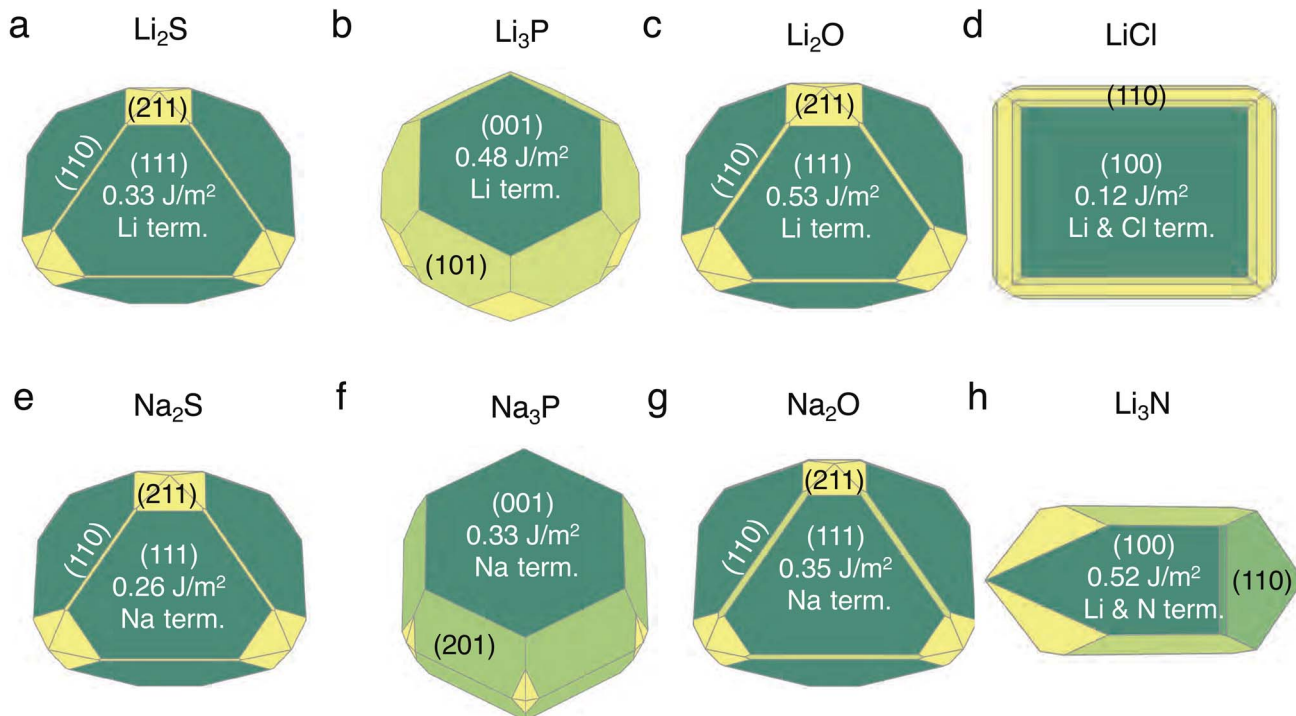 a
Li₂S
(211)
(110)
(111)
0.33 J/m²
Li term.
b
Li₃P
(001)
0.48 J/m²
Li term.
(101)
c
Li₂O
(211)
(110)
(111)
0.53 J/m²
Li term.
d
LiCl
(110)
(100)
0.12 J/m²
Li & Cl term.
e
Na₂S
(211)
(110)
(111)
0.26 J/m²
Na term.
f
Na₃P
(001)
0.33 J/m²
Na term.
(201)
g
Na₂O
(211)
(110)
(111)
0.35 J/m²
Na term.
h
Li₃N
(100)
0.52 J/m²
Li & N term.
(110)